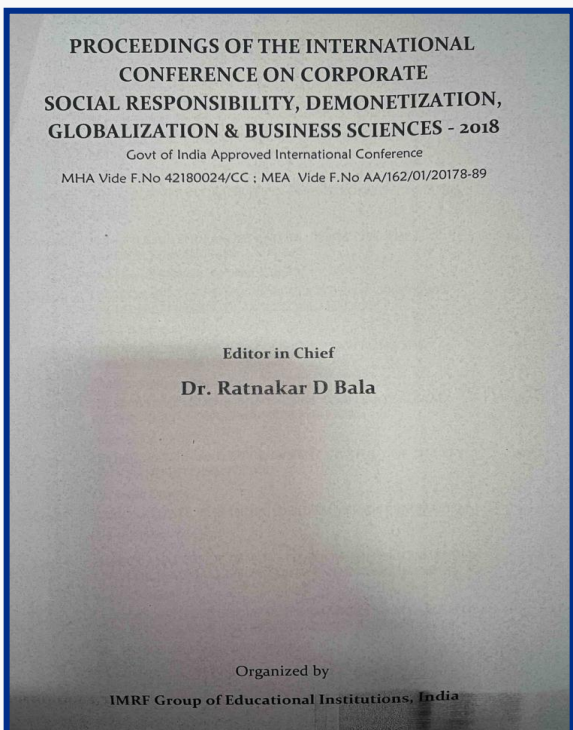 PROCEEDINGS OF THE INTERNATIONAL
CONFERENCE ON CORPORATE
SOCIAL RESPONSIBILITY, DEMONETIZATION,
GLOBALIZATION & BUSINESS SCIENCES - 2018
Govt of India Approved International Conference
MHA Vide F.No 42180024/CC ; MEA Vide F.No AA/162/01/20178-89
Editor in Chief
Dr. Ratnakar D Bala
Organized by
IMRF Group of Educational Institutions, India